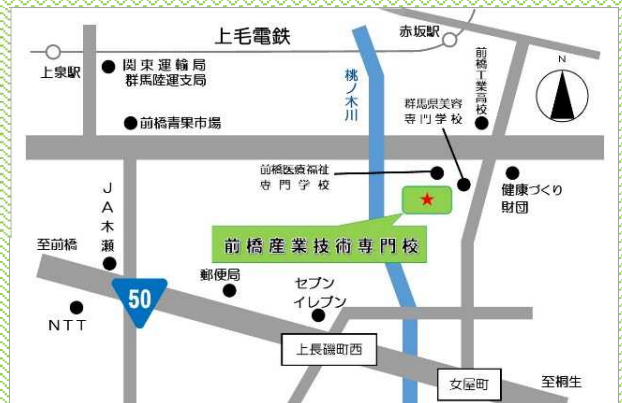 上毛電鉄
赤坂駅
上泉駅
関東運輸局
群馬陸運支局
桃ノ木川
前橋工業高校
N
群馬県美容
専門学校
前橋青果市場
前橋医療福祉
専門学校
健康づくり
財団
JA木瀬
前橋産業技術専門校
至前橋
郵便局
セブン
イレブン
50
NTT
上長磯町西
女屋町
至桐生